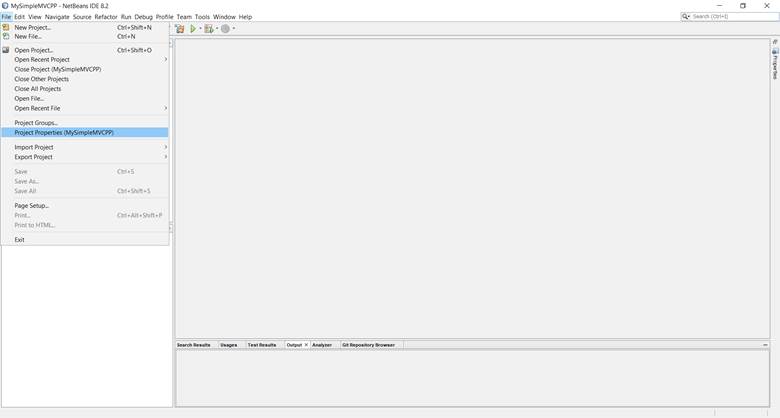 MySimpleMVCPP - NetBeans IDE 8.2
File Edit View Navigate Source Refactor Run Debug Profile Team Tools Window Help
Search (Ctrl+I)
New Project... Ctrl+Shift+N
New File... Ctrl+N
Open Project... Ctrl+Shift+O
Open Recent Project
Close Project (MySimpleMVCPP)
Close Other Projects
Close All Projects
Open File...
Open Recent File
Project Groups...
Project Properties (MySimpleMVCPP)
Import Project
Export Project
Save Ctrl+S
Save As...
Save All Ctrl+Shift+S
Page Setup...
Print... Ctrl+Alt+Shift+P
Print to HTML...
Exit
Properties
Search Results Usages Test Results Output Analyzer Git Repository Browser